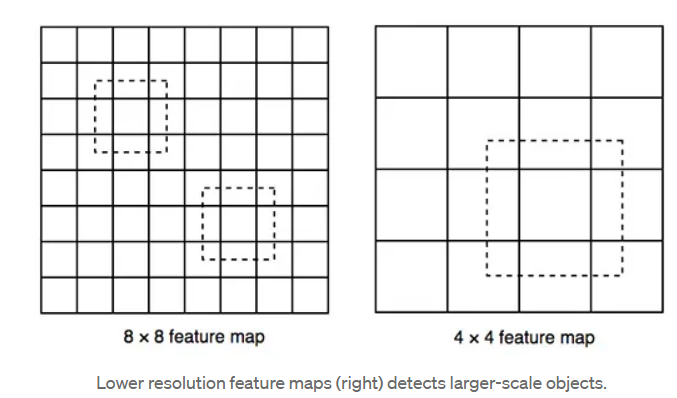 8 × 8 feature map
4 × 4 feature map
Lower resolution feature maps (right) detects larger-scale objects.